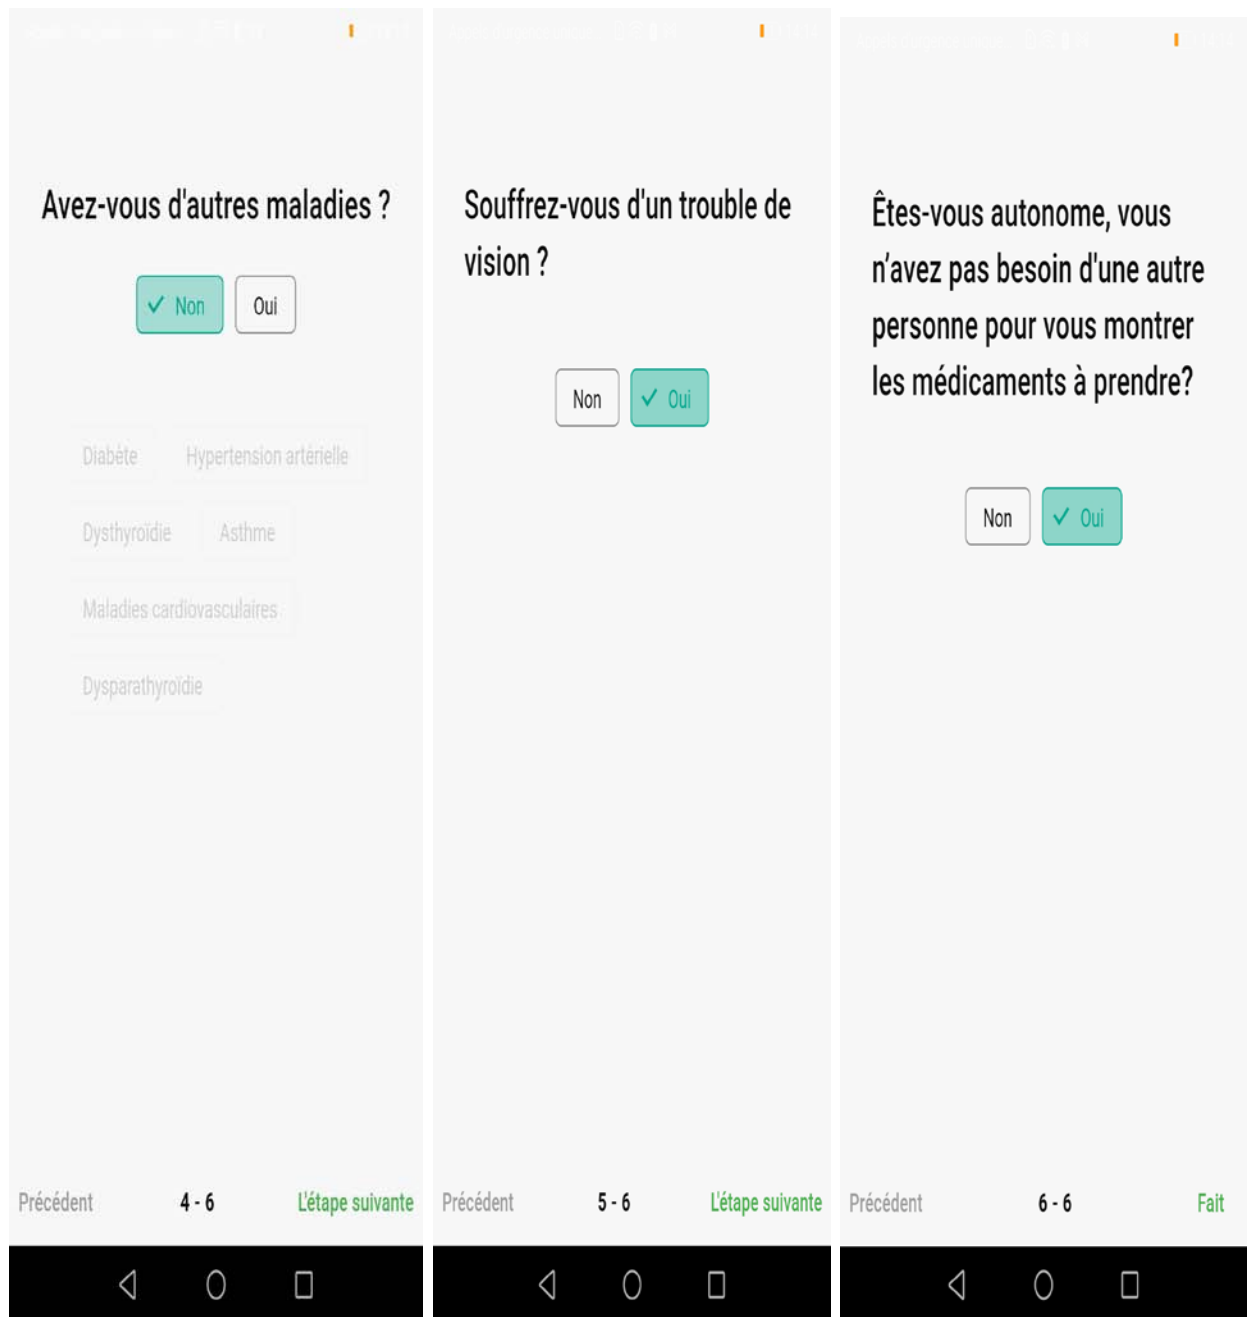 Avez-vous d'autres maladies ?
Non
Oui
Diabète
Hypertension artérielle
Dysthyroïdie
Asthme
Maladies cardiovasculaires
Dysparathyroïdie
Précédent
4 - 6
L'étape suivante
Souffrez-vous d'un trouble de
vision ?
Non
Oui
Précédent
5 - 6
L'étape suivante
Êtes-vous autonome, vous
n’avez pas besoin d'une autre
personne pour vous montrer
les médicaments à prendre?
Non
Oui
Précédent
6 - 6
Fait